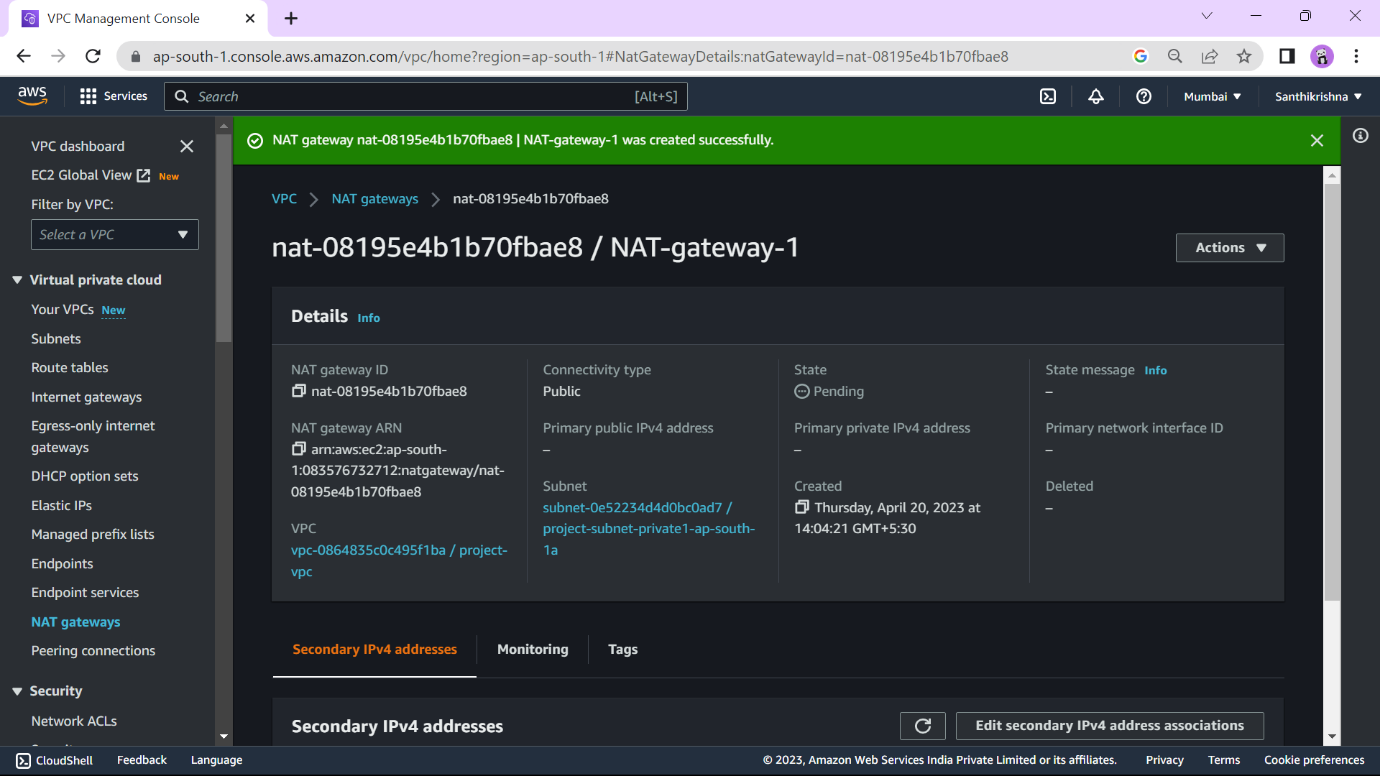 VPC Management Console
ap-south-1.console.aws.amazon.com/vpc/home?region=ap-south-1#NatGatewayDetails:natGatewayId=nat-08195e4b1b70fbae8
aws
Services
Search
[Alt+S]
Mumbai
Santhikrishna
VPC dashboard
EC2 Global View New
Filter by VPC:
Select a VPC
Virtual private cloud
Your VPCs New
Subnets
Route tables
Internet gateways
Egress-only internet
gateways
DHCP option sets
Elastic IPs
Managed prefix lists
Endpoints
Endpoint services
NAT gateways
Peering connections
Security
Network ACLs
NAT gateway nat-08195e4b1b70fbae8 | NAT-gateway-1 was created successfully.
VPC > NAT gateways > nat-08195e4b1b70fbae8
nat-08195e4b1b70fbae8 / NAT-gateway-1
Actions
Details Info
NAT gateway ID
nat-08195e4b1b70fbae8
NAT gateway ARN
arn:aws:ec2:ap-south-
1:083576732712:natgateway/nat-
08195e4b1b70fbae8
VPC
vpc-0864835c0c495f1ba / project-
vpc
Connectivity type
Public
Primary public IPv4 address
–
Subnet
subnet-0e52234d4d0bc0ad7 /
project-subnet-private1-ap-south-
1a
State
Pending
Primary private IPv4 address
–
Created
Thursday, April 20, 2023 at
14:04:21 GMT+5:30
State message Info
–
Primary network interface ID
–
Deleted
–
Secondary IPv4 addresses
Monitoring
Tags
Secondary IPv4 addresses
Edit secondary IPv4 address associations
CloudShell
Feedback
Language
© 2023, Amazon Web Services India Private Limited or its affiliates.
Privacy
Terms
Cookie preferences